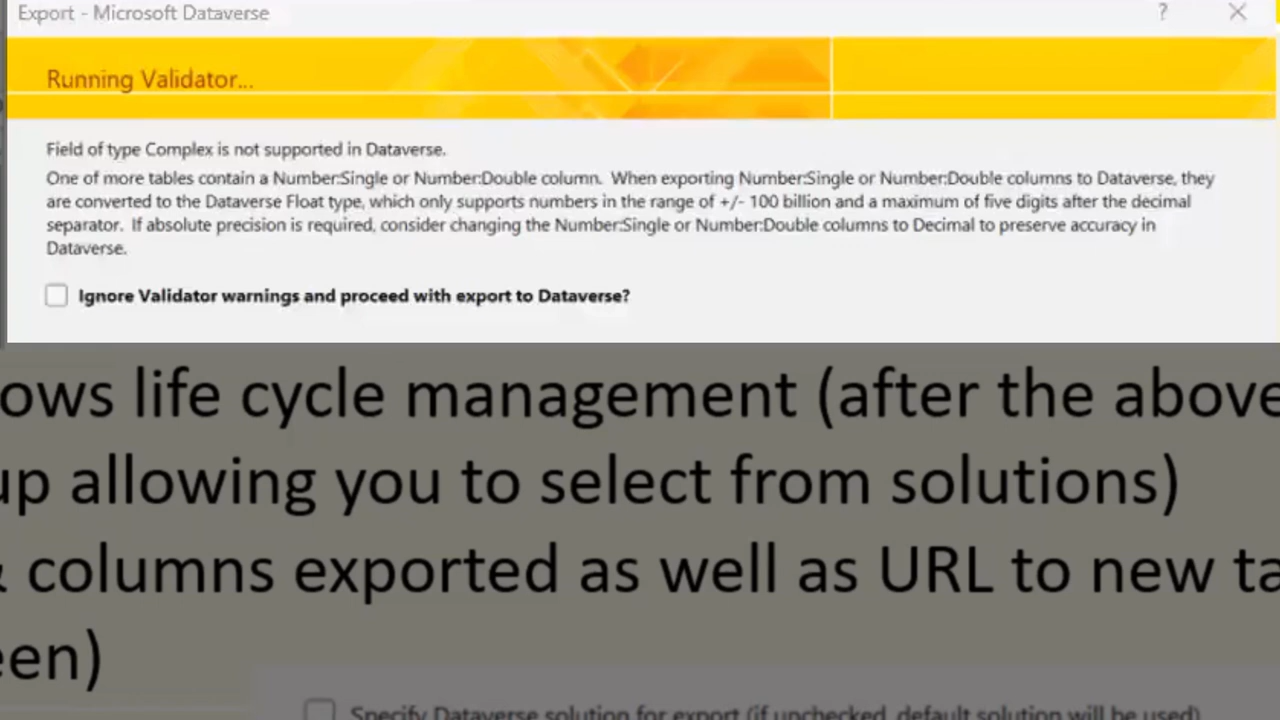 Export - Microsoft Dataverse
?
Running Validator...
Field of type Complex is not supported in Dataverse.
One of more tables contain a Number:Single or Number:Double column. When exporting Number:Single or Number:Double columns to Dataverse, they
are converted to the Dataverse Float type, which only supports numbers in the range of +/- 100 billion and a maximum of five digits after the decimal
separator. If absolute precision is required, consider changing the Number:Single or Number:Double columns to Decimal to preserve accuracy in
Dataverse.
Ignore Validator warnings and proceed with export to Dataverse?
ows life cycle management (after the above
up allowing you to select from solutions)
& columns exported as well as URL to new ta
een)
Specify Dataverse solution for export (if unchecked, default solution will be used)